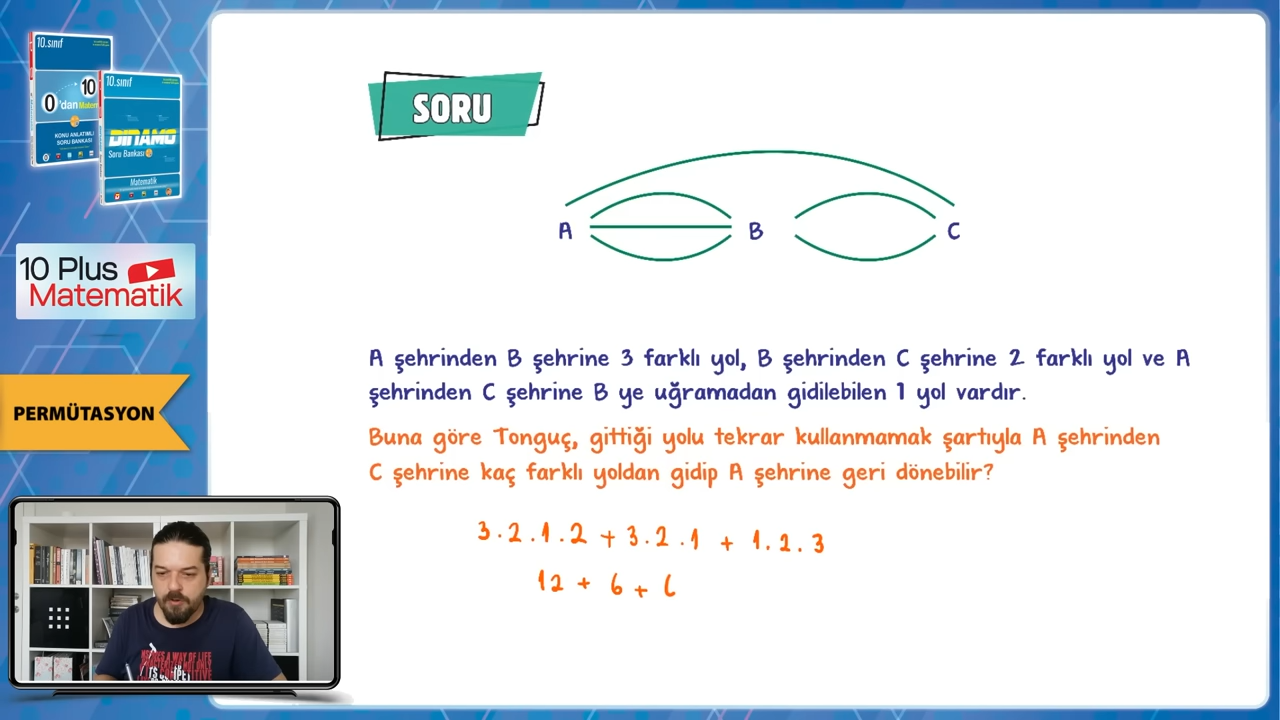 10.sınıf
0'dan 10
KONU ANLATIMLI
SORU BANKASI
10.sınıf
DİNAMO
Soru Bankası
Matematik
10 Plus
Matematik
PERMÜTASYON
SORU
A B C
A şehrinden B şehrine 3 farklı yol, B şehrinden C şehrine 2 farklı yol ve A
şehrinden C şehrine B ye uğramadan gidilebilen 1 yol vardır.
Buna göre Tonguç, gittiği yolu tekrar kullanmamak şartıyla A şehrinden
C şehrine kaç farklı yoldan gidip A şehrine geri dönebilir?
3.2.1.2 + 3.2.1 + 1.2.3
12 + 6 + 6